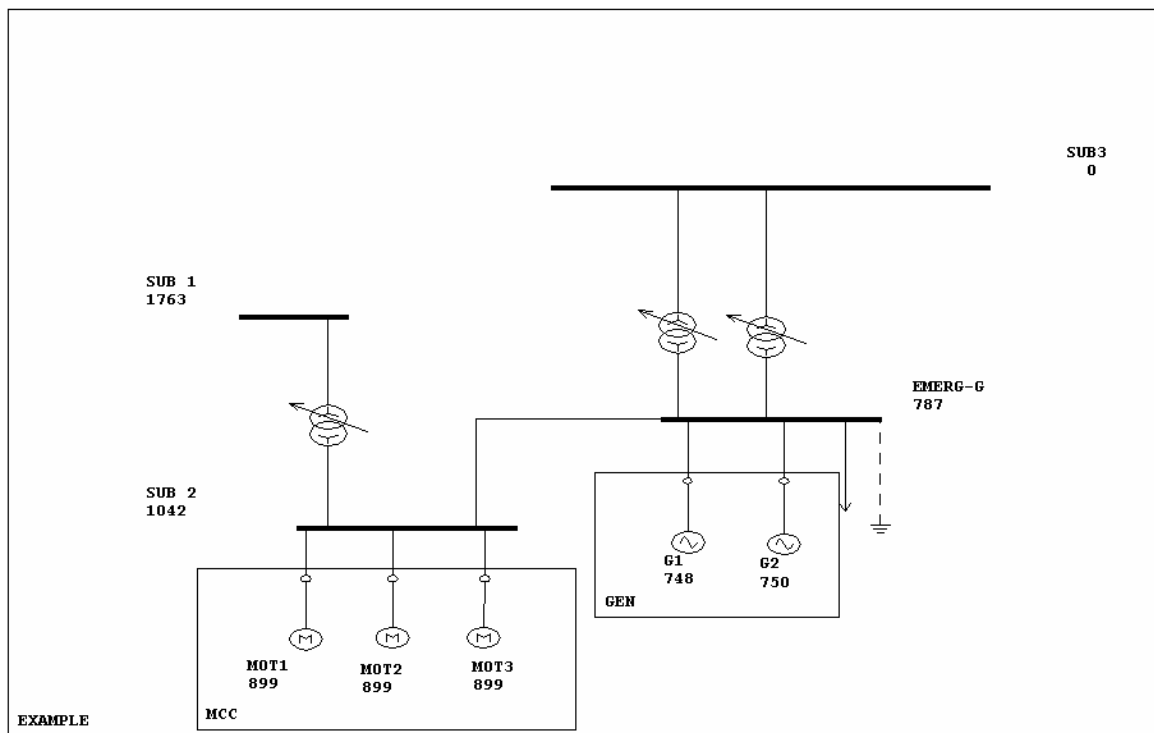 SUB3
0
SUB 1
1763
EMERG-G
787
SUB 2
1042
G1
748
G2
750
GEN
M
M
M
MOT1
899
MOT2
899
MOT3
899
MCC
EXAMPLE